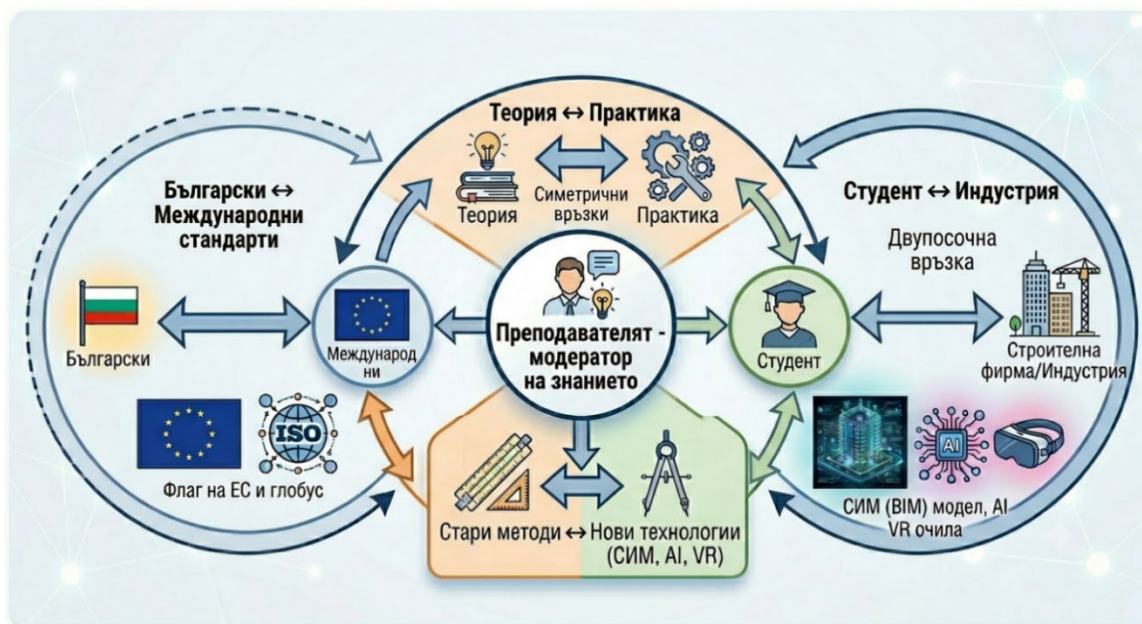 Теория ↔ Практика
Теория
Симетрични
връзки
Практика
Български ↔
Международни
стандарти
Български
Международ
ни
ISO
Флаг на ЕС и глобус
Преподавателят -
модератор
на знанието
Студент ↔ Индустрия
Двупосочна
връзка
Студент
Строителна
фирма/Индустрия
AI
СИМ (BIM) модел, AI
VR очила
Стари методи ↔ Нови технологии
(СИМ, AI, VR)